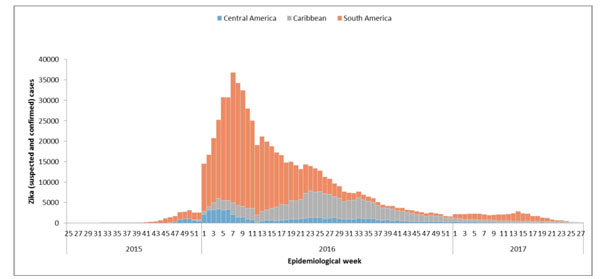 Central America Caribbean South America
40000
35000
30000
25000
20000
15000
10000
5000
0
Zika (suspected and confirmed) cases
25 27 29 31 33 35 37 39 41 43 45 47 49 51 1 3 5 7 9 11 13 15 17 19 21 23 25 27 29 31 33 35 37 39 41 43 45 47 49 51 1 3 5 7 9 11 13 15 17 19 21 23 25 27
2015 2016 2017
Epidemiological week